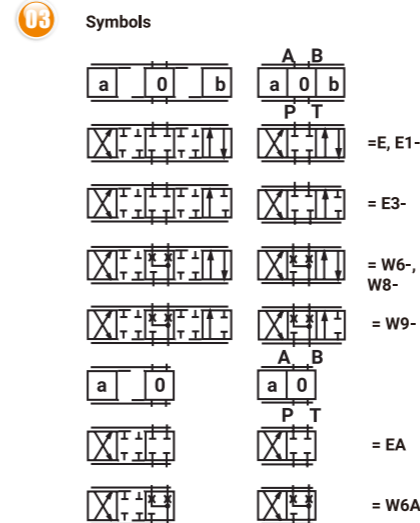 03 Symbols
A B
a 0 b a 0 b
P T
=E, E1-
= E3-
= W6-,
W8-
= W9-
A B
a 0 a 0
P T
= EA
= W6A